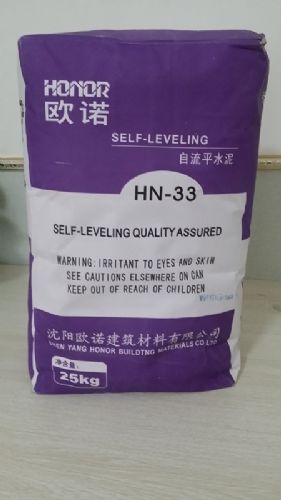 HONOR
欧诺
SELF-LEVELING
自流平水泥
HN-33
SELF-LEVELING QUALITY ASSURED
WARNING: IRRITANT TO EYES AND SKIN
SEE CAUTIONS ELSEWHERE ON CAN
KEEP OUT OF REACH OF CHILDREN
沈阳欧诺建筑材料有限公司
SHEN YANG HONOR BUILDTNG MATERIALS CO LTD
净含量:
25kg